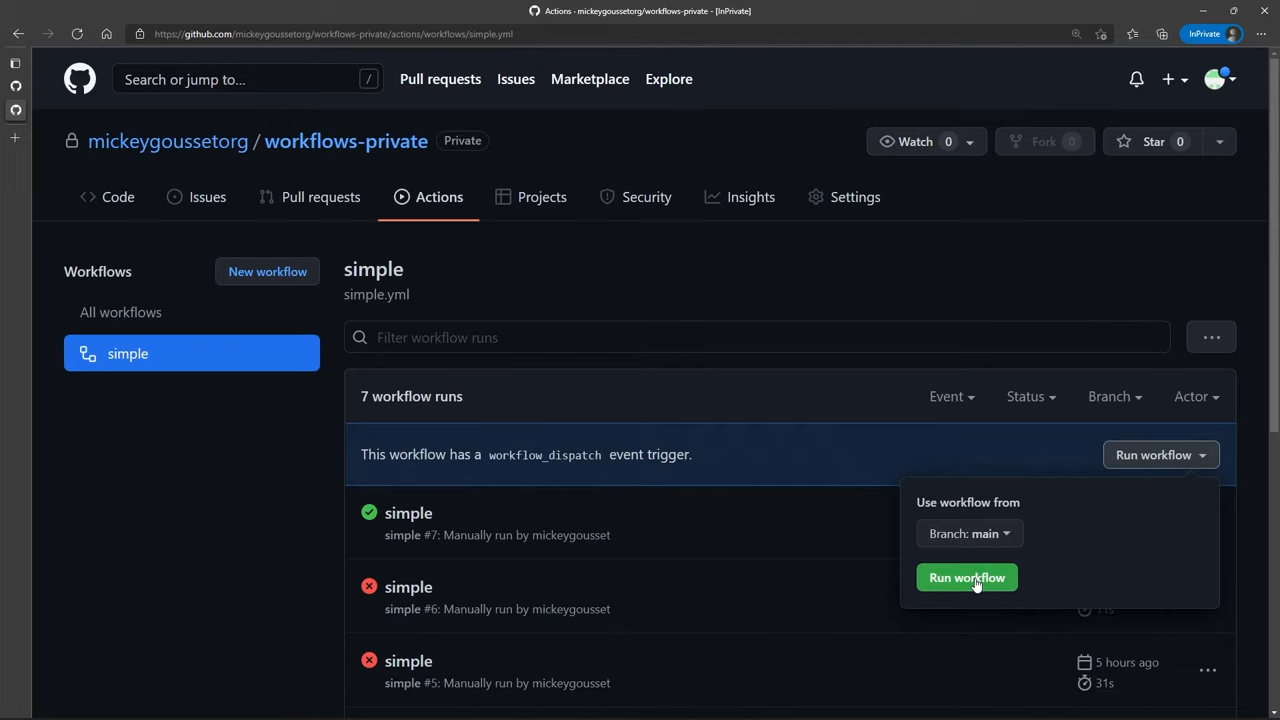 Actions · mickeygoussetorg/workflows-private - [InPrivate]
https://github.com/mickeygoussetorg/workflows-private/actions/workflows/simple.yml
InPrivate
Search or jump to... /
Pull requests Issues Marketplace Explore
mickeygoussetorg / workflows-private Private
Watch 0 Fork 0 Star 0
Code Issues Pull requests Actions Projects Security Insights Settings
Workflows New workflow
All workflows
simple
simple
simple.yml
Filter workflow runs
7 workflow runs Event Status Branch Actor
This workflow has a workflow_dispatch event trigger. Run workflow
Use workflow from
Branch: main
Run workflow
simple
simple #7: Manually run by mickeygousset
simple
simple #6: Manually run by mickeygousset
11s
simple
simple #5: Manually run by mickeygousset
5 hours ago
31s